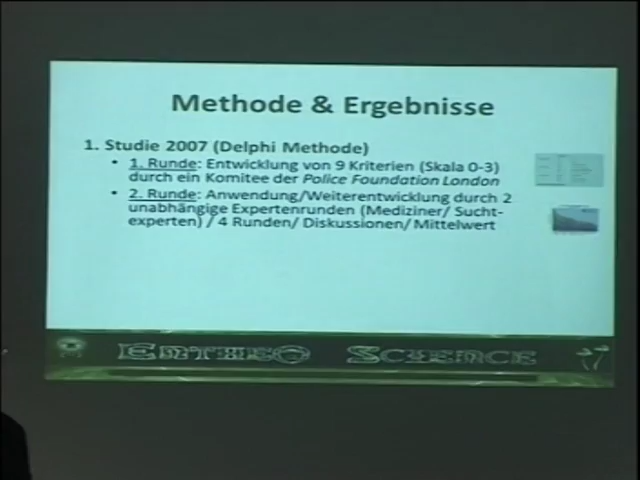 Methode & Ergebnisse
1. Studie 2007 (Delphi Methode)
• 1. Runde: Entwicklung von 9 Kriterien (Skala 0-3)
durch ein Komitee der Police Foundation London
• 2. Runde: Anwendung/Weiterentwicklung durch 2
unabhängige Expertenrunden (Mediziner/ Sucht-
experten) / 4 Runden/ Diskussionen/ Mittelwert
Entheo Science